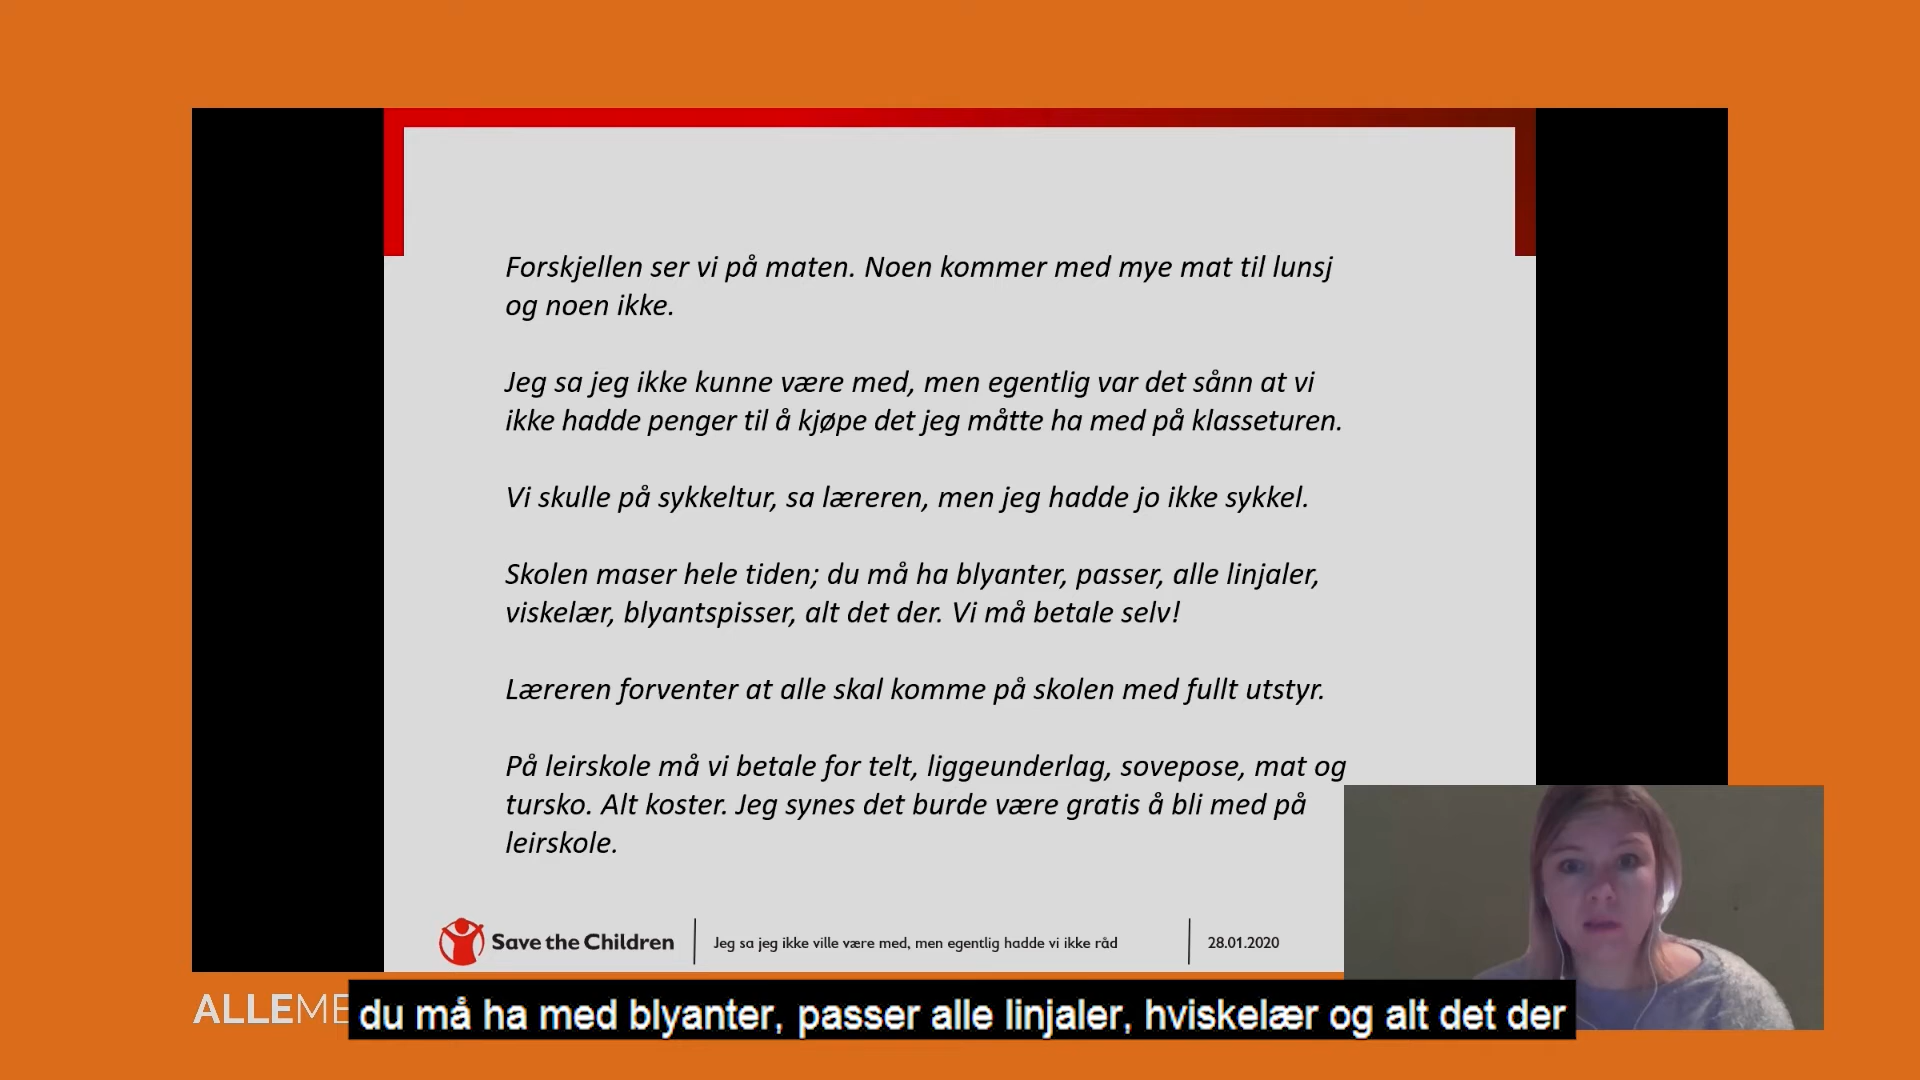 Forskjellen ser vi på maten. Noen kommer med mye mat til lunsj
og noen ikke.
Jeg sa jeg ikke kunne være med, men egentlig var det sånn at vi
ikke hadde penger til å kjøpe det jeg måtte ha med på klasseturen.
Vi skulle på sykkeltur, sa læreren, men jeg hadde jo ikke sykkel.
Skolen maser hele tiden; du må ha blyanter, passer, alle linjaler,
viskelær, blyantspisser, alt det der. Vi må betale selv!
Læreren forventer at alle skal komme på skolen med fullt utstyr.
På leirskole må vi betale for telt, liggeunderlag, sovepose, mat og
tursko. Alt koster. Jeg synes det burde være gratis å bli med på
leirskole.
Save the Children
Jeg sa jeg ikke ville være med, men egentlig hadde vi ikke råd
28.01.2020
ALLEME
du må ha med blyanter, passer alle linjaler, hviskelær og alt det der